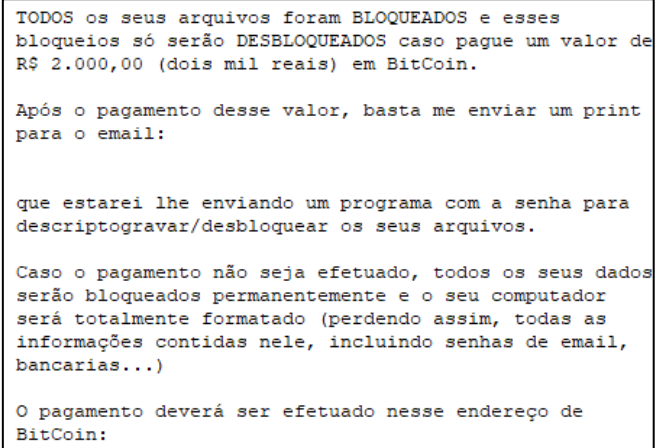 TODOS os seus arquivos foram BLOQUEADOS e esses
bloqueios só serão DESBLOQUEADOS caso pague um valor de
R$ 2.000,00 (dois mil reais) em BitCoin.
Após o pagamento desse valor, basta me enviar um print
para o email:
que estarei lhe enviando um programa com a senha para
descriptogravar/desbloquear os seus arquivos.
Caso o pagamento não seja efetuado, todos os seus dados
serão bloqueados permanentemente e o seu computador
será totalmente formatado (perdendo assim, todas as
informações contidas nele, incluindo senhas de email,
bancarias...)
O pagamento deverá ser efetuado nesse endereço de
BitCoin: